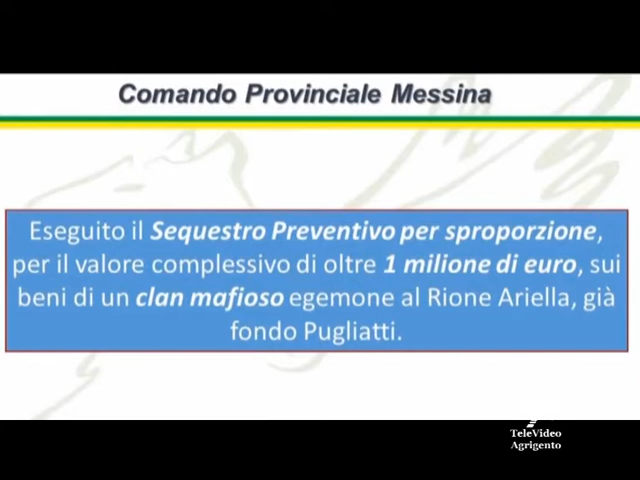 Comando Provinciale Messina
Eseguito il Sequestro Preventivo per sproporzione,
per il valore complessivo di oltre 1 milione di euro, sui
beni di un clan mafioso egemone al Rione Ariella, già
fondo Pugliatti.
TeleVideo
Agrigento